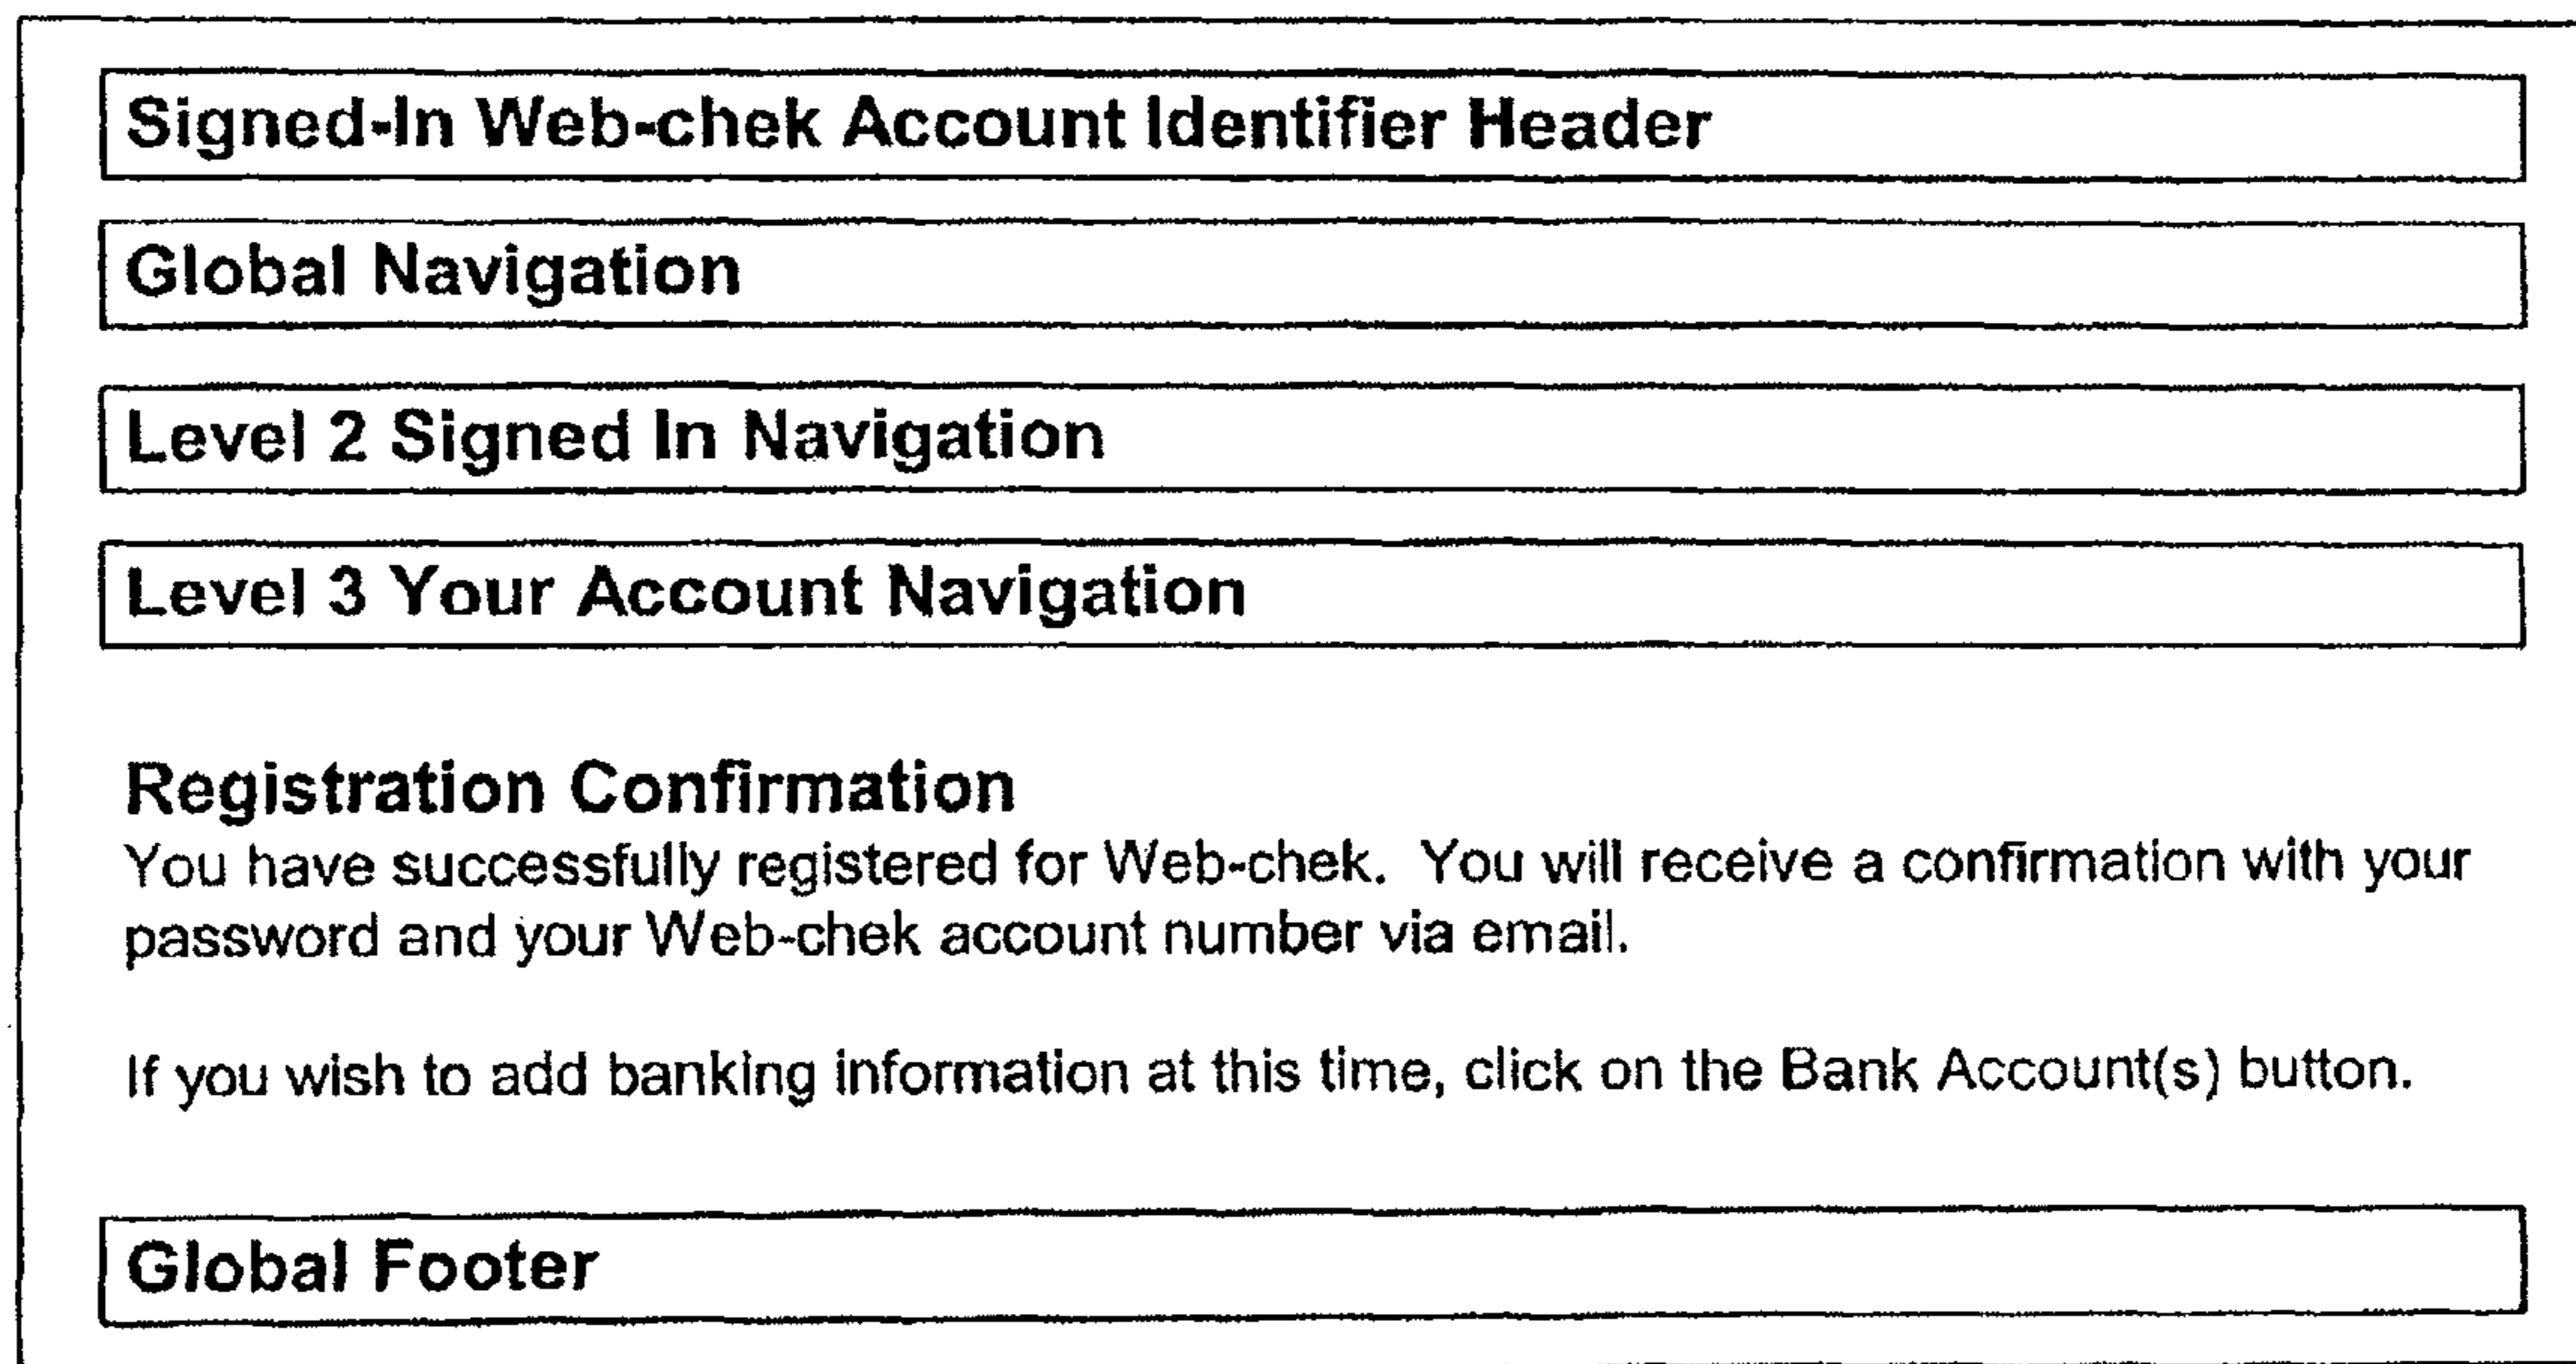 Signed-In Web-chek Account Identifier Header
Global Navigation
Level 2 Signed In Navigation
Level 3 Your Account Navigation
Registration Confirmation
You have successfully registered for Web-chek.  You will receive a confirmation with your
password and your Web-chek account number via email.
If you wish to add banking information at this time, click on the Bank Account(s) button.
Global Footer